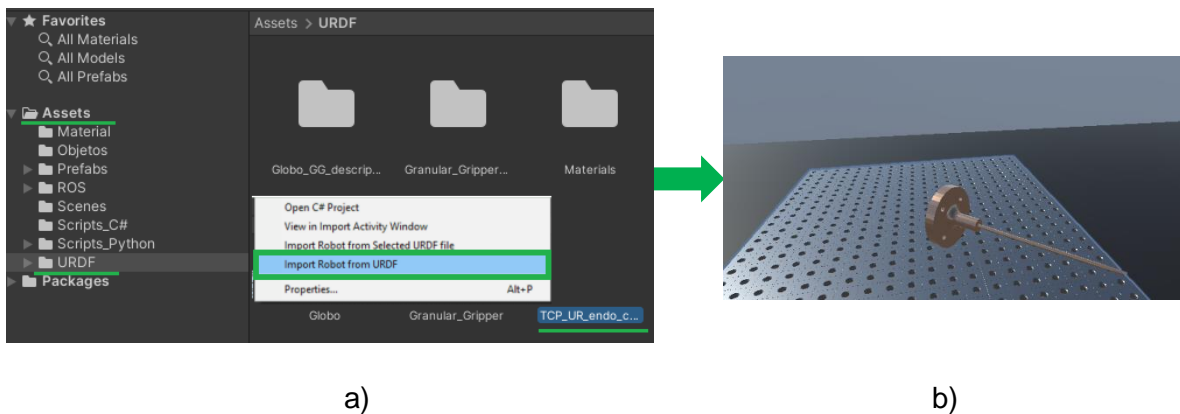 Favorites
All Materials
All Models
All Prefabs
Assets
Material
Objetos
Prefabs
ROS
Scenes
Scripts_C#
Scripts_Python
URDF
Packages
Assets > URDF
Globo_GG_descrip...
Granular_Gripper...
Materials
Open C# Project
View in Import Activity Window
Import Robot from Selected URDF file
Import Robot from URDF
Properties... Alt+P
Globo
Granular_Gripper
TCP_UR_endo_c...
a)
b)